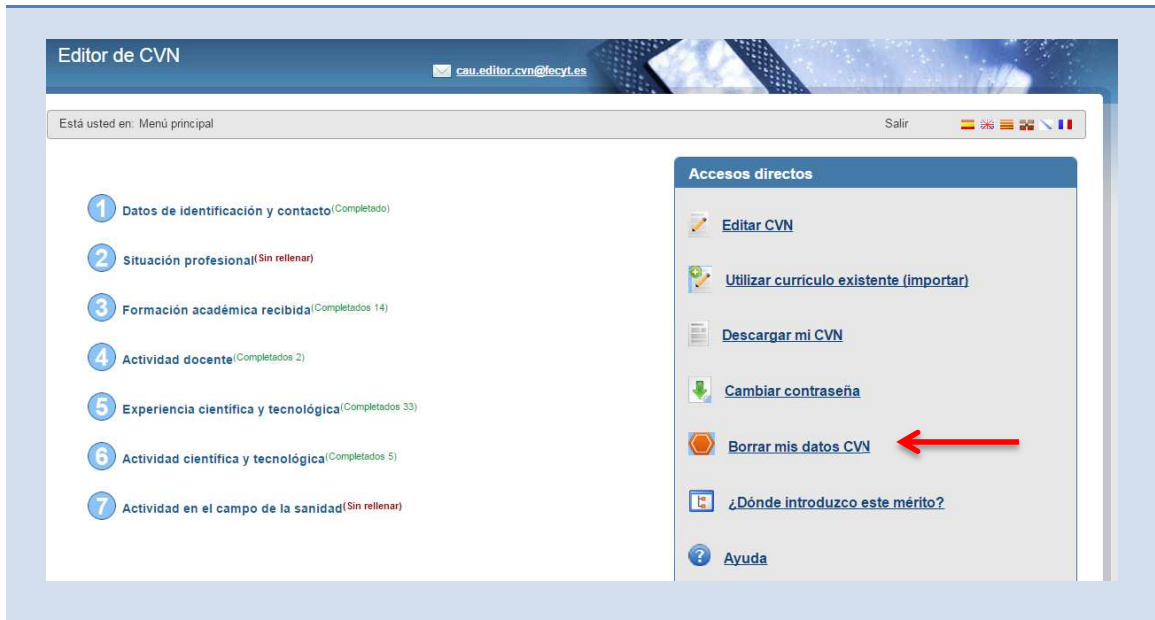 Editor de CVN
cau.editor.cvn@fecyt.es
Está usted en: Menú principal
Salir
1 Datos de identificación y contacto(Completado)
2 Situación profesional(Sin rellenar)
3 Formación académica recibida(Completados 14)
4 Actividad docente(Completados 2)
5 Experiencia científica y tecnológica(Completados 33)
6 Actividad científica y tecnológica(Completados 5)
7 Actividad en el campo de la sanidad(Sin rellenar)
Accesos directos
Editar CVN
Utilizar currículo existente (importar)
Descargar mi CVN
Cambiar contraseña
Borrar mis datos CVN
¿Dónde introduzco este mérito?
Ayuda